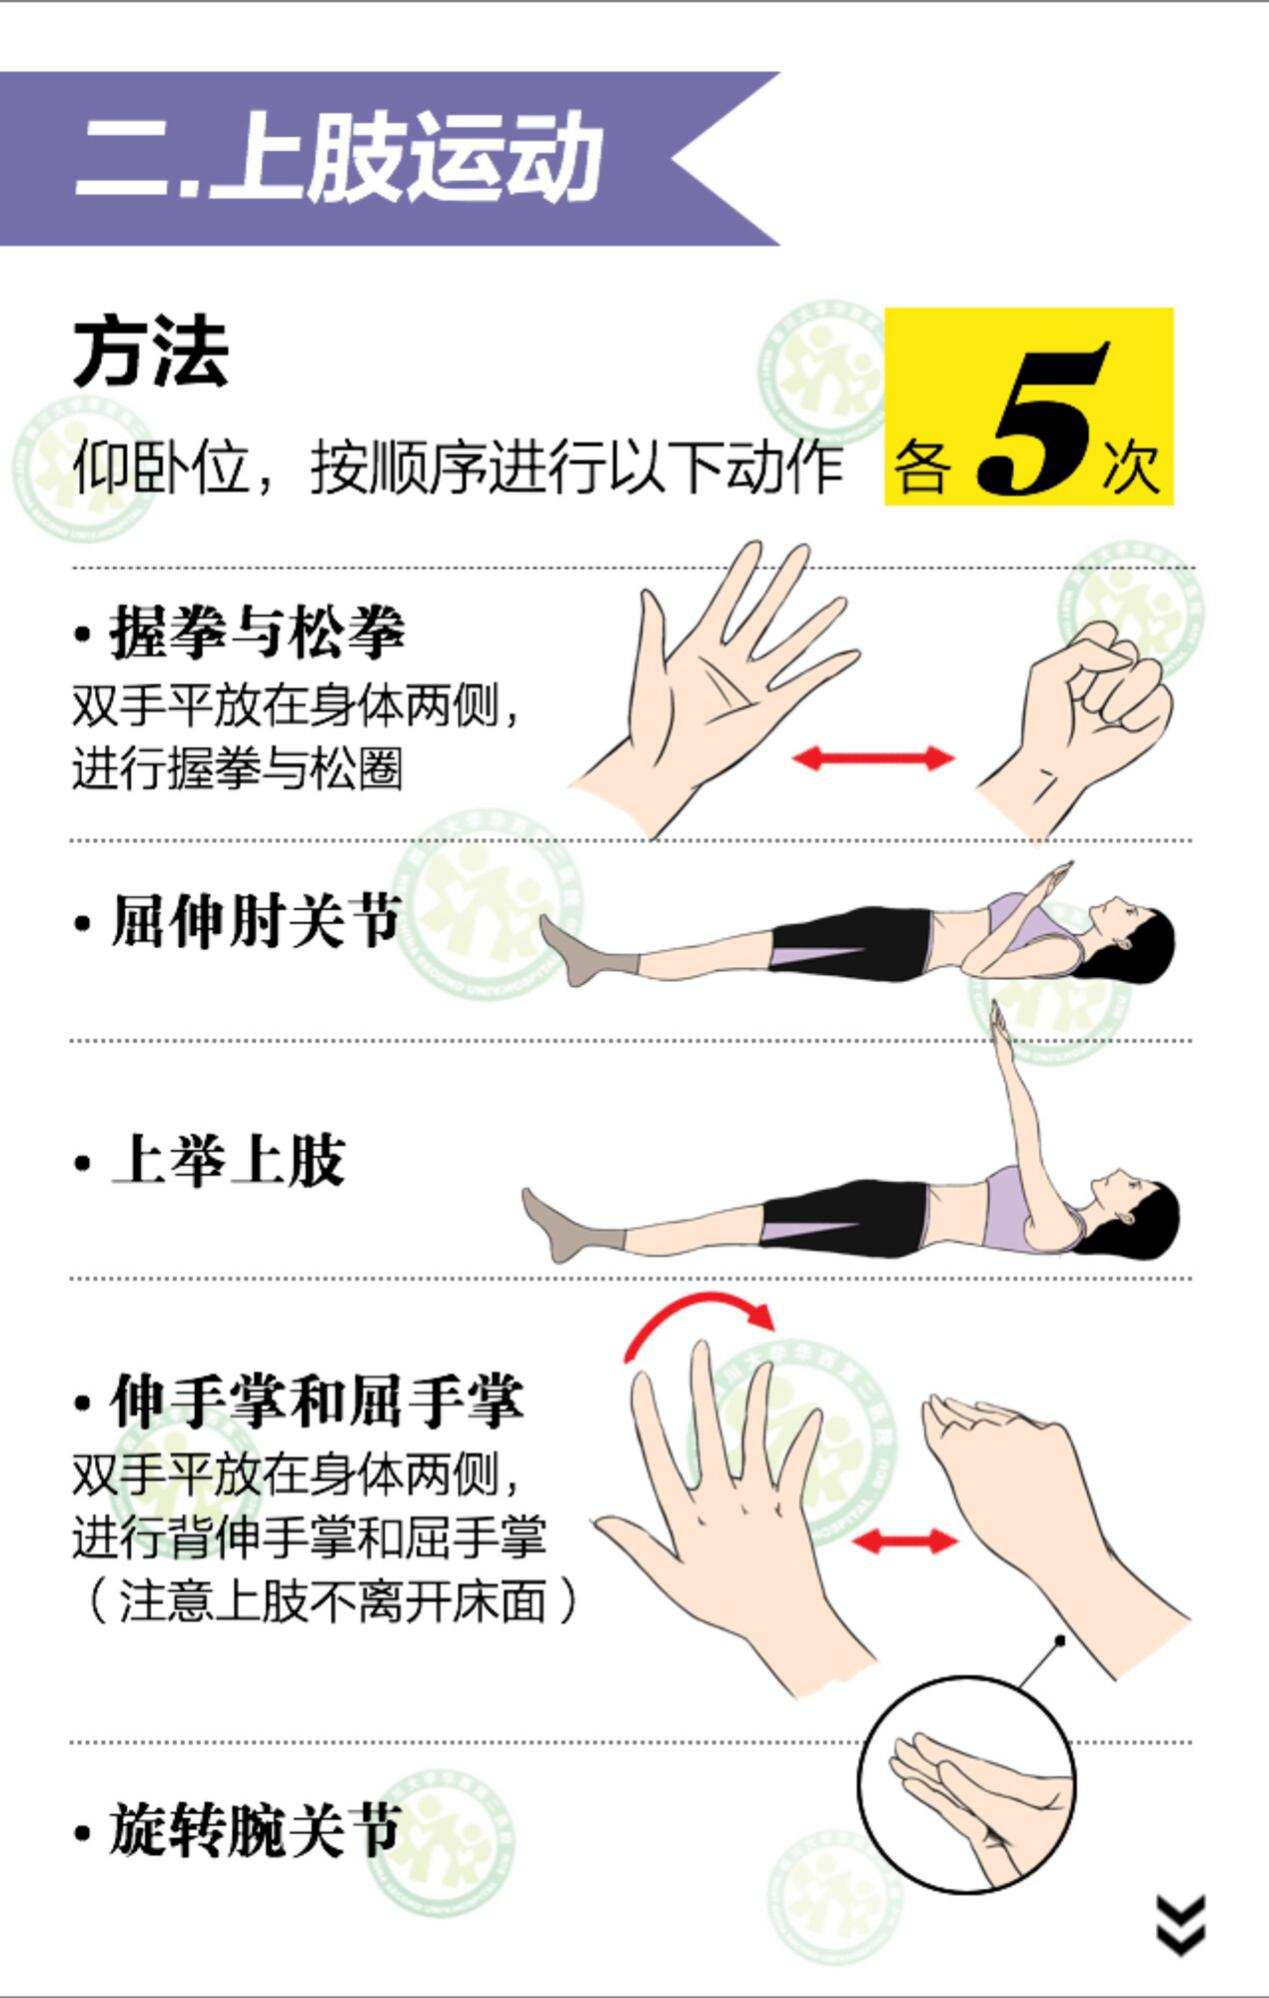 二.上肢运动
方法
仰卧位，按顺序进行以下动作 各5次
·握拳与松拳
双手平放在身体两侧，
进行握拳与松圈
·屈伸肘关节
·上举上肢
·伸手掌和屈手掌
双手平放在身体两侧，
进行背伸手掌和屈手掌
（注意上肢不离开床面）
·旋转腕关节